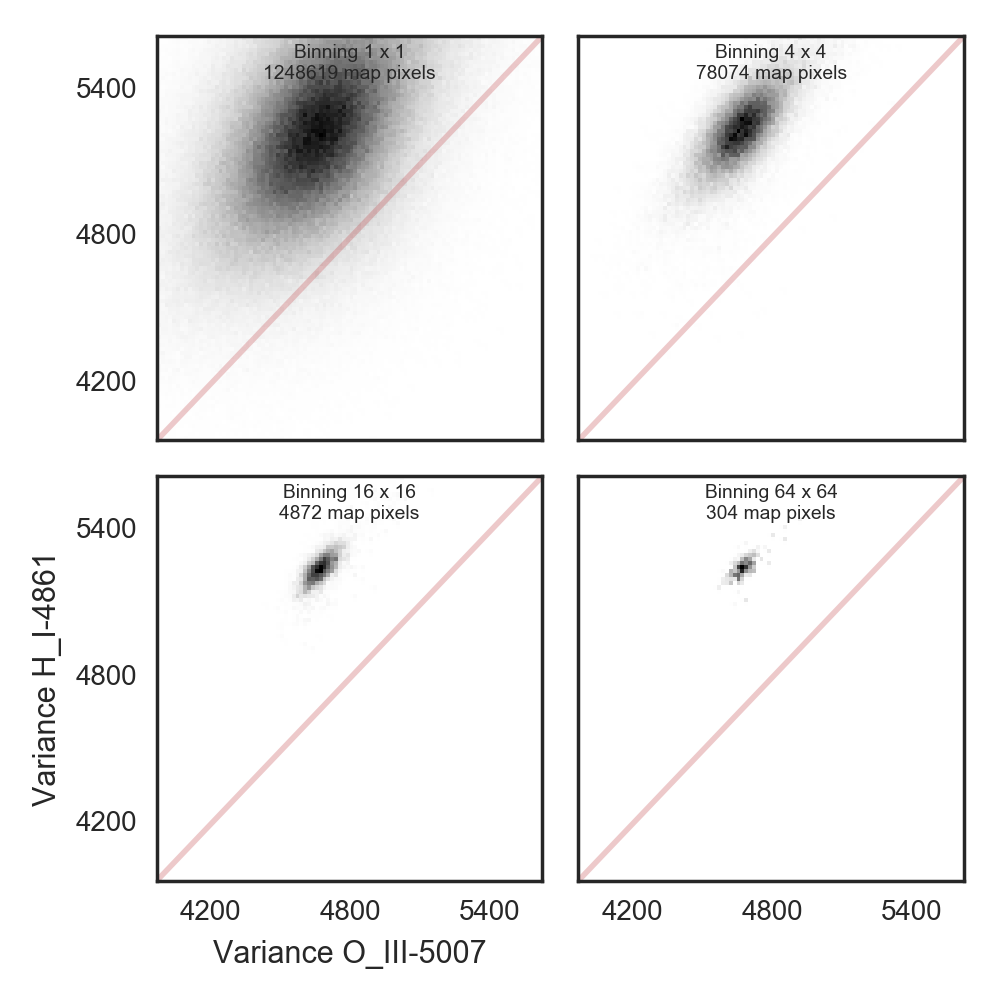 Binning 1 x 1
1248619 map pixels
Binning 4 x 4
78074 map pixels
5400
4800
4200
Binning 16 x 16
4872 map pixels
Binning 64 x 64
304 map pixels
5400
4800
4200
Variance H_I-4861
4200 4800 5400
4200 4800 5400
Variance O_III-5007